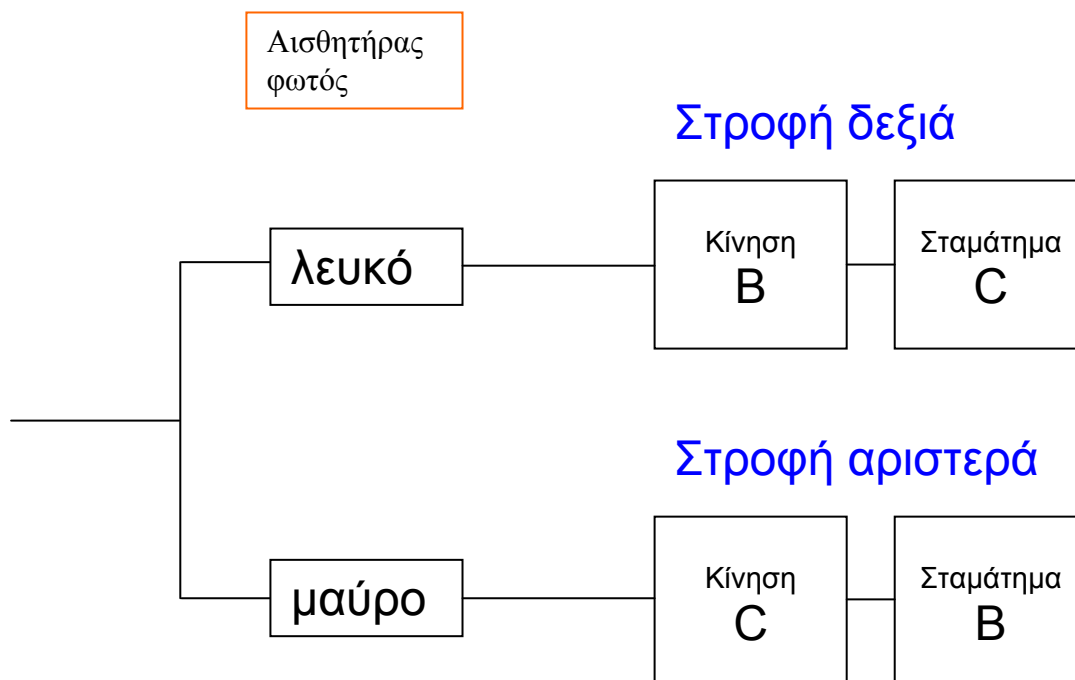 Αισθητήρας
φωτός
Στροφή δεξιά
λευκό
Κίνηση
B
Σταμάτημα
C
Στροφή αριστερά
μαύρο
Κίνηση
C
Σταμάτημα
B